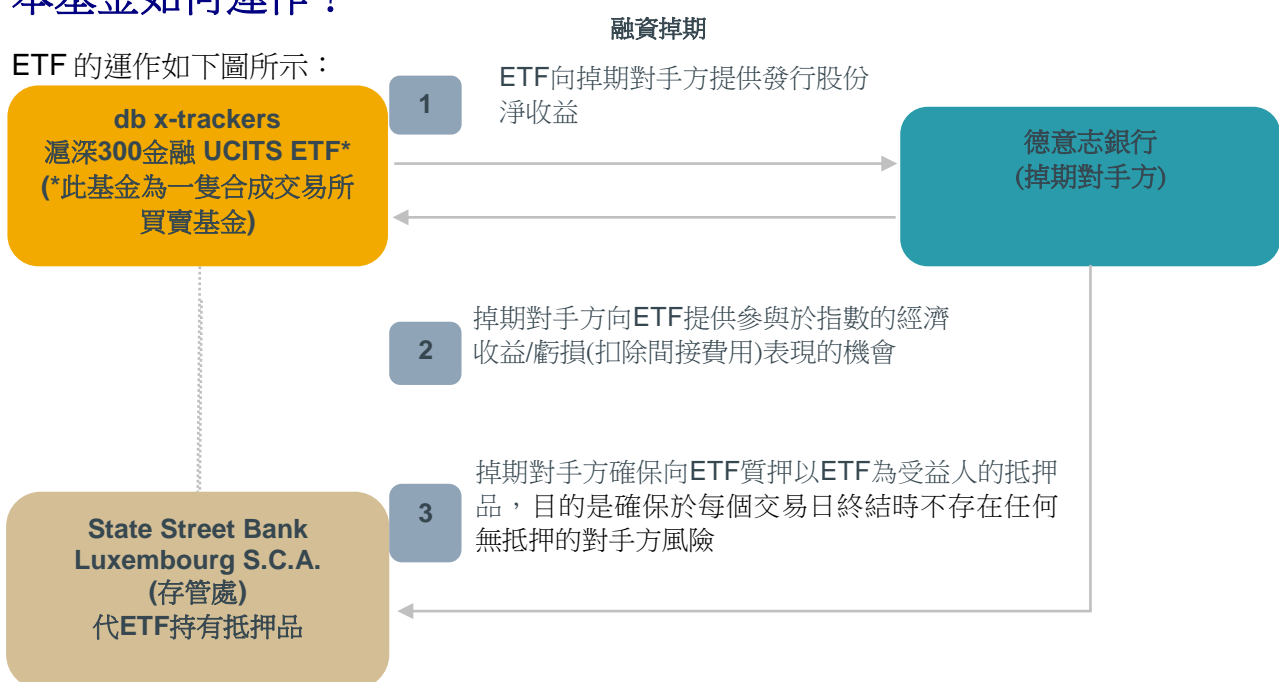 本基金如何運作？
融資掉期
ETF 的運作如下圖所示：
db x-trackers
滬深300金融 UCITS ETF*
(*此基金為一隻合成交易所
買賣基金)
1
ETF向掉期對手方提供發行股份
淨收益
德意志銀行
(掉期對手方)
2
掉期對手方向ETF提供參與於指數的經濟
收益/虧損(扣除間接費用)表現的機會
3
掉期對手方確保向ETF質押以ETF為受益人的抵押
品，目的是確保於每個交易日終結時不存在任何
無抵押的對手方風險
State Street Bank
Luxembourg S.C.A.
(存管處)
代ETF持有抵押品